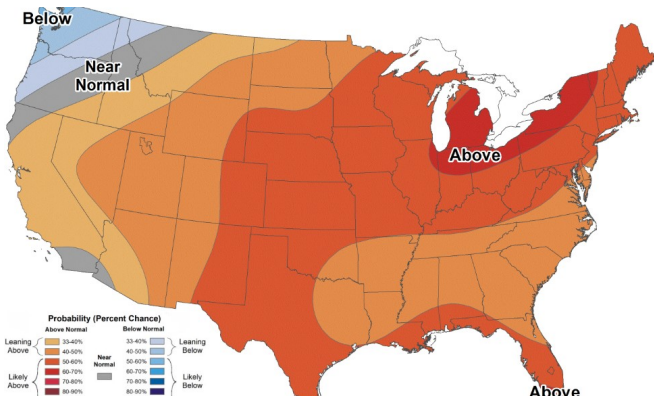 Below
Near
Normal
Above
Above
Probability (Percent Chance)
Above Normal
Below Normal
Leaning
Above
33-40%
40-50%
Likely
Above
50-60%
60-70%
70-80%
80-90%
Near
Normal
33-40%
40-50%
Leaning
Below
50-60%
60-70%
70-80%
80-90%
Likely
Below